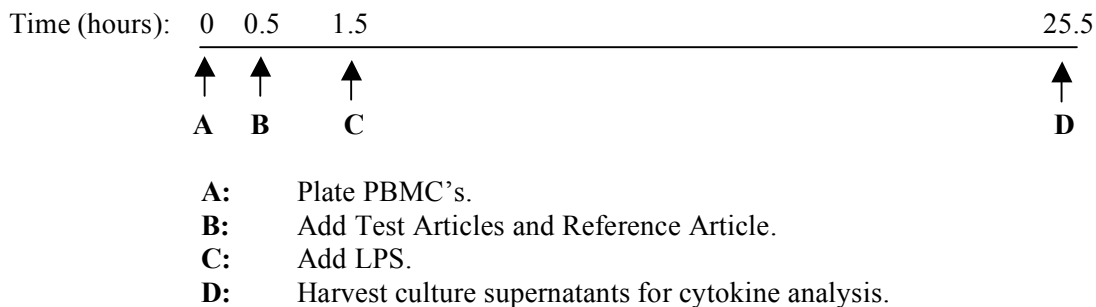 Time (hours): 0 0.5 1.5 25.5
A B C D
A: Plate PBMC's.
B: Add Test Articles and Reference Article.
C: Add LPS.
D: Harvest culture supernatants for cytokine analysis.